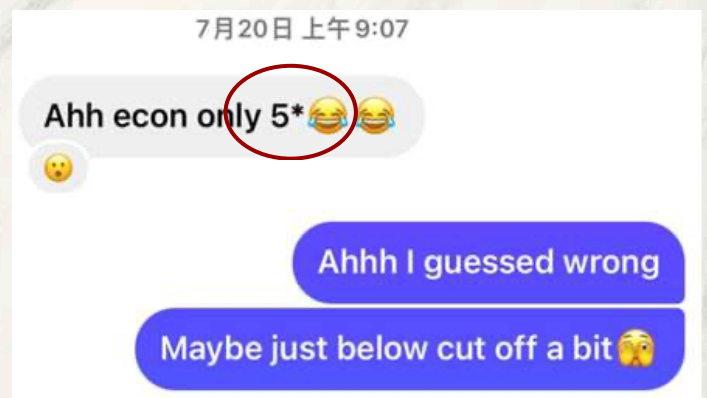 7月20日 上午9:07
Ahh econ only 5*😂😂
😮
Ahhh I guessed wrong
Maybe just below cut off a bit🫣